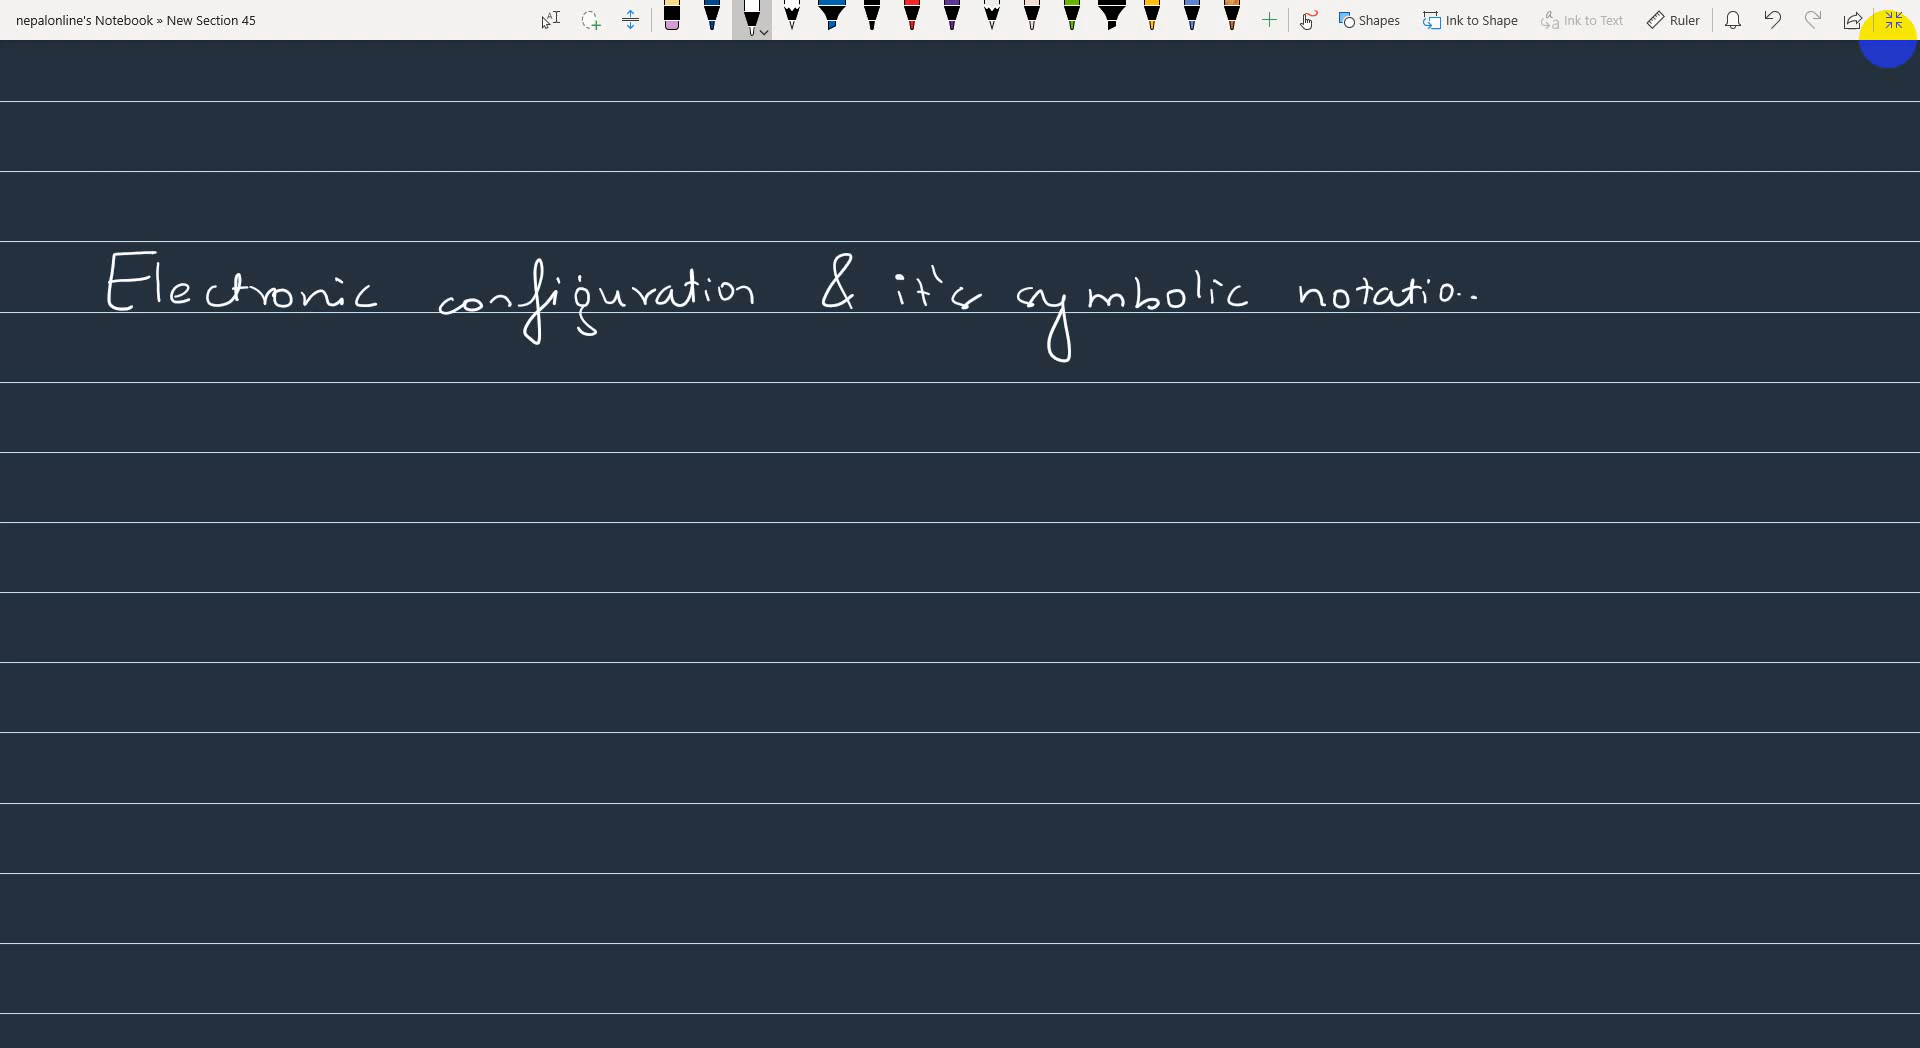 nepalonline's Notebook » New Section 45
Shapes
Ink to Shape
Ink to Text
Ruler
Electronic configuration & it's symbolic notatio..